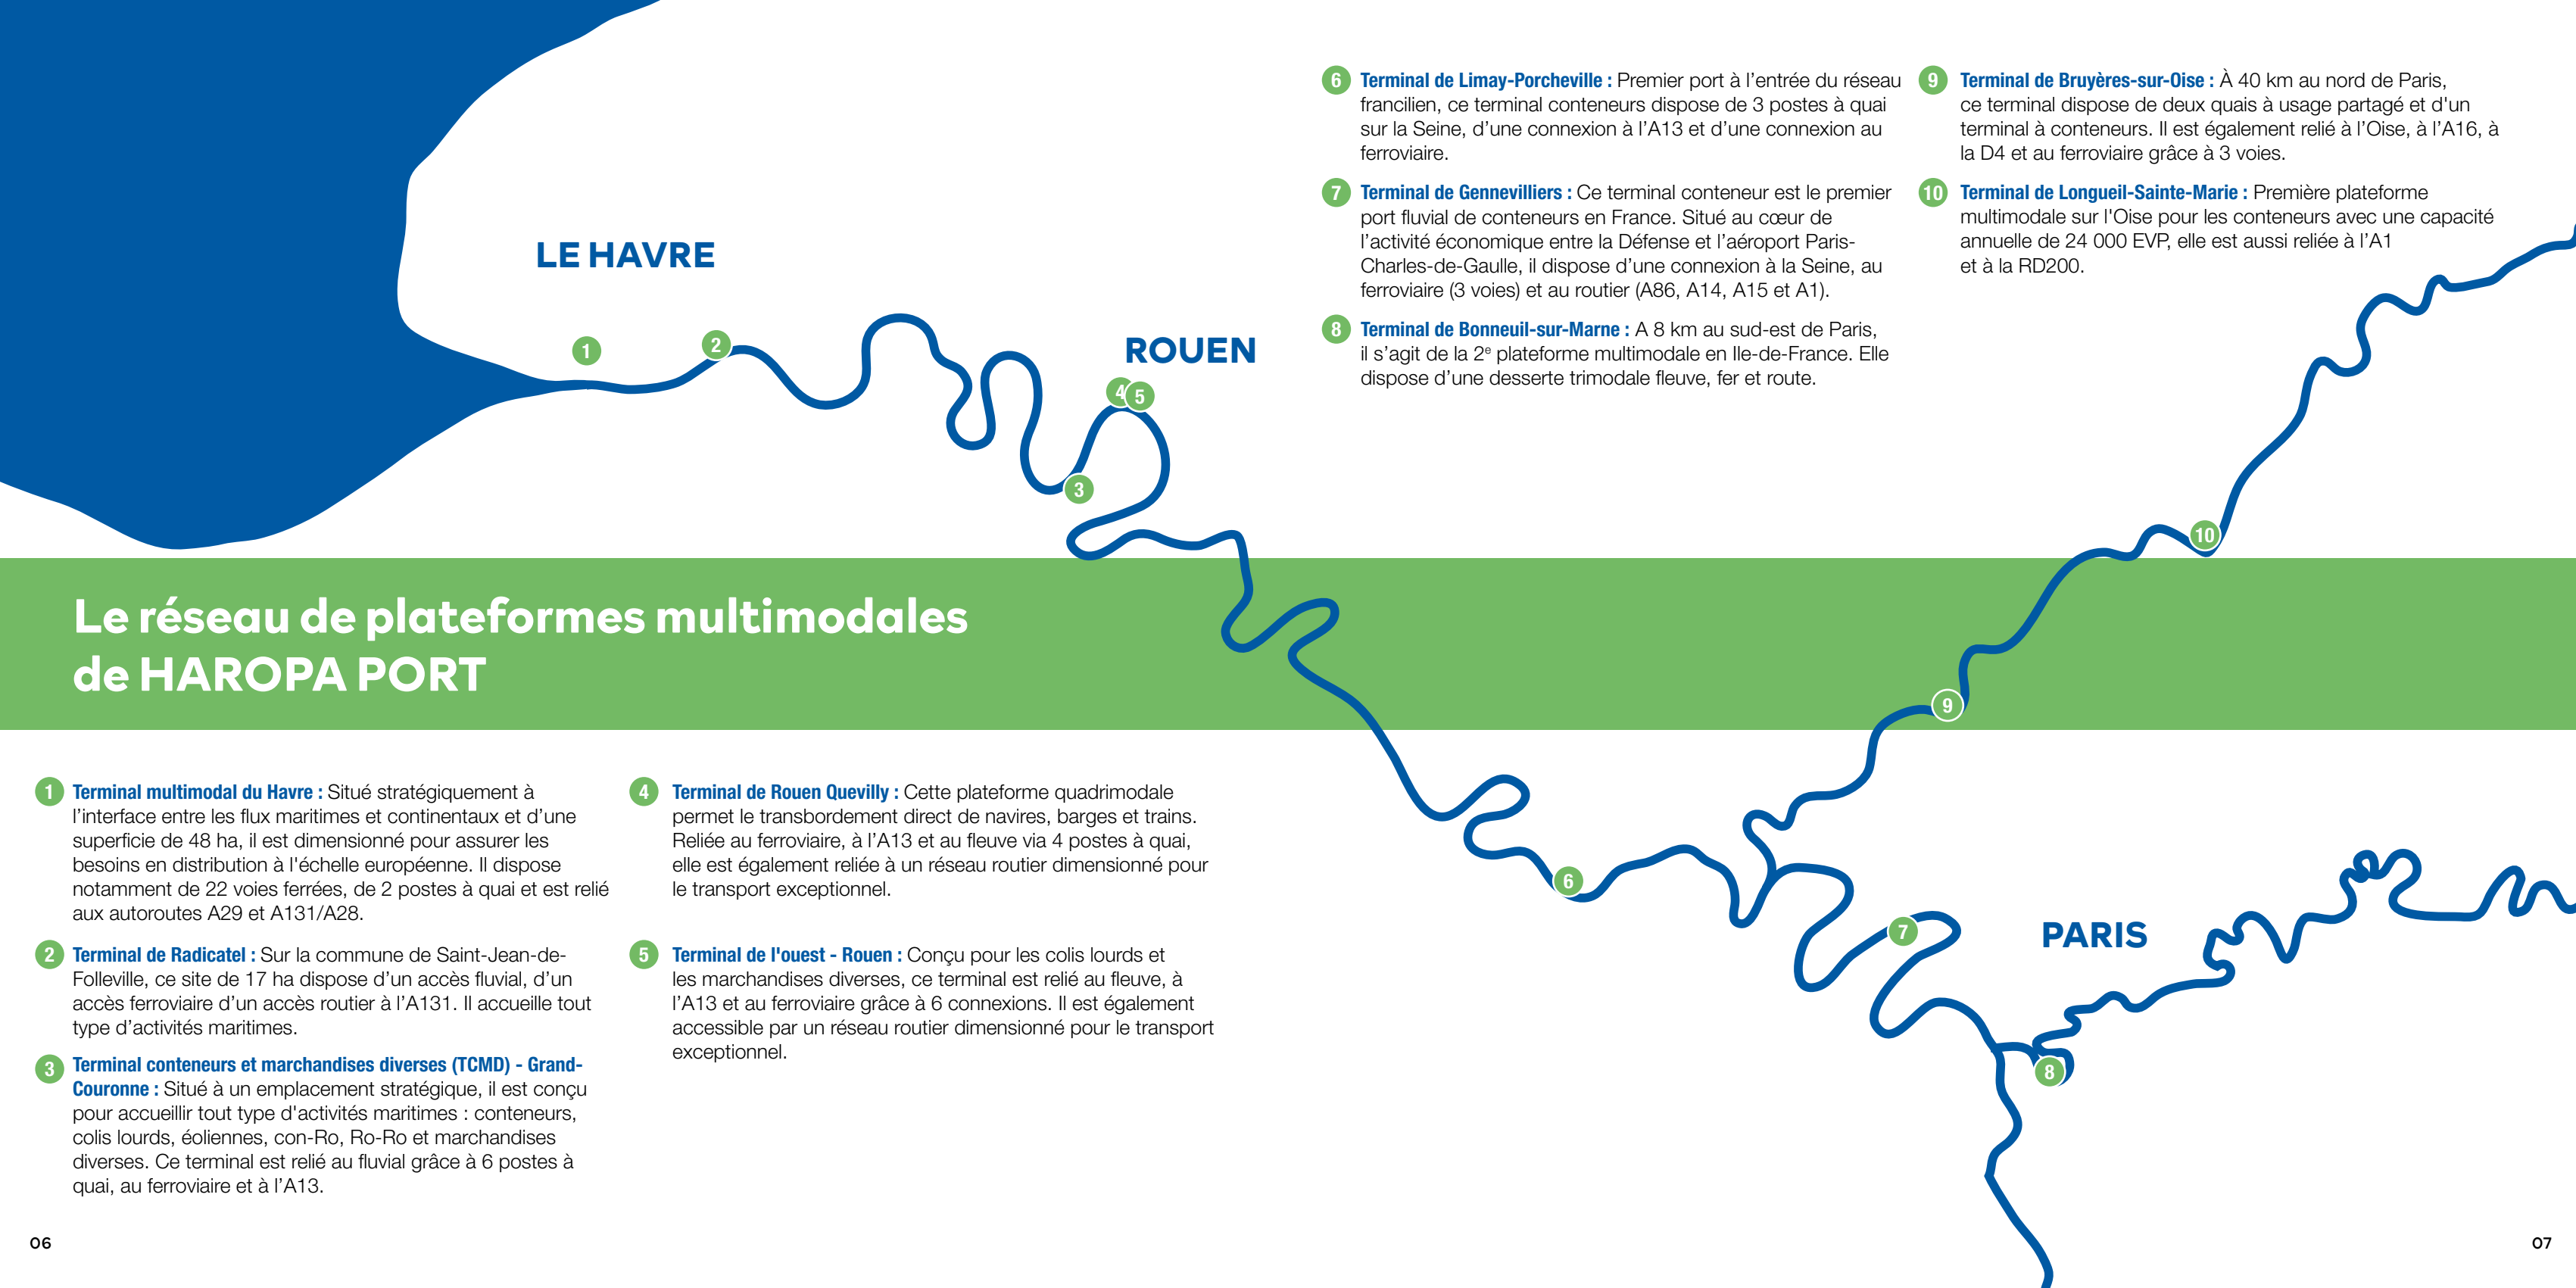 LE HAVRE
1
2
ROUEN
4
5
3
6 Terminal de Limay-Porcheville : Premier port à l’entrée du réseau
francilien, ce terminal conteneurs dispose de 3 postes à quai
sur la Seine, d’une connexion à l’A13 et d’une connexion au
ferroviaire.
7 Terminal de Gennevilliers : Ce terminal conteneur est le premier
port fluvial de conteneurs en France. Situé au cœur de
l’activité économique entre la Défense et l’aéroport Paris-
Charles-de-Gaulle, il dispose d’une connexion à la Seine, au
ferroviaire (3 voies) et au routier (A86, A14, A15 et A1).
8 Terminal de Bonneuil-sur-Marne : A 8 km au sud-est de Paris,
il s’agit de la 2e plateforme multimodale en Ile-de-France. Elle
dispose d’une desserte trimodale fleuve, fer et route.
9 Terminal de Bruyères-sur-Oise : À 40 km au nord de Paris,
ce terminal dispose de deux quais à usage partagé et d'un
terminal à conteneurs. Il est également relié à l’Oise, à l’A16, à
la D4 et au ferroviaire grâce à 3 voies.
10 Terminal de Longueil-Sainte-Marie : Première plateforme
multimodale sur l'Oise pour les conteneurs avec une capacité
annuelle de 24 000 EVP, elle est aussi reliée à l’A1
et à la RD200.
10
Le réseau de plateformes multimodales
de HAROPA PORT
9
1 Terminal multimodal du Havre : Situé stratégiquement à
l’interface entre les flux maritimes et continentaux et d’une
superficie de 48 ha, il est dimensionné pour assurer les
besoins en distribution à l'échelle européenne. Il dispose
notamment de 22 voies ferrées, de 2 postes à quai et est relié
aux autoroutes A29 et A131/A28.
2 Terminal de Radicatel : Sur la commune de Saint-Jean-de-
Folleville, ce site de 17 ha dispose d’un accès fluvial, d’un
accès ferroviaire d’un accès routier à l’A131. Il accueille tout
type d’activités maritimes.
3 Terminal conteneurs et marchandises diverses (TCMD) - Grand-
Couronne : Situé à un emplacement stratégique, il est conçu
pour accueillir tout type d'activités maritimes : conteneurs,
colis lourds, éoliennes, con-Ro, Ro-Ro et marchandises
diverses. Ce terminal est relié au fluvial grâce à 6 postes à
quai, au ferroviaire et à l’A13.
4 Terminal de Rouen Quevilly : Cette plateforme quadrimodale
permet le transbordement direct de navires, barges et trains.
Reliée au ferroviaire, à l’A13 et au fleuve via 4 postes à quai,
elle est également reliée à un réseau routier dimensionné pour
le transport exceptionnel.
5 Terminal de l'ouest - Rouen : Conçu pour les colis lourds et
les marchandises diverses, ce terminal est relié au fleuve, à
l’A13 et au ferroviaire grâce à 6 connexions. Il est également
accessible par un réseau routier dimensionné pour le transport
exceptionnel.
6
7
PARIS
8
06
07